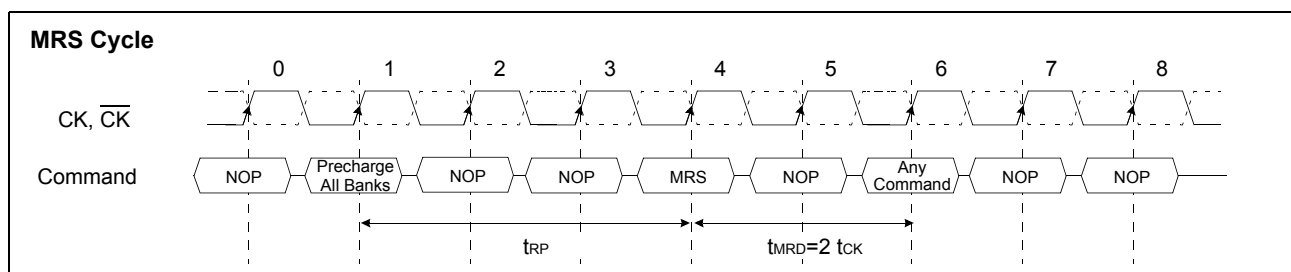 MRS Cycle
0 1 2 3 4 5 6 7 8
CK, C̅K̅
Command NOP Precharge All Banks NOP NOP MRS NOP Any Command NOP NOP
tRP tMRD=2 tCK